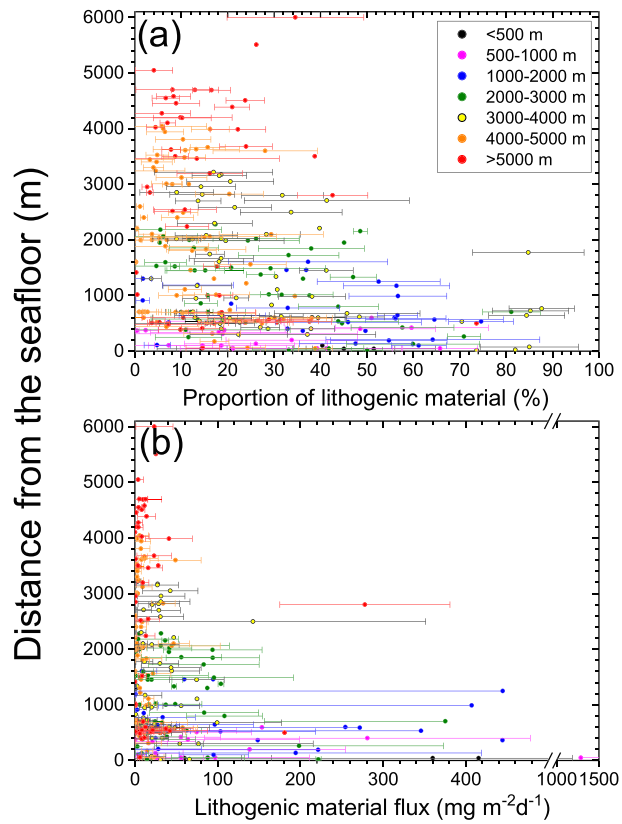 (a)
<500 m
500-1000 m
1000-2000 m
2000-3000 m
3000-4000 m
4000-5000 m
>5000 m
6000
5000
4000
3000
2000
1000
0
0 10 20 30 40 50 60 70 80 90 100
Proportion of lithogenic material (%)
Distance from the seafloor (m)
(b)
6000
5000
4000
3000
2000
1000
0
0 100 200 300 400 500 1000 1500
Lithogenic material flux (mg m⁻²d⁻¹)